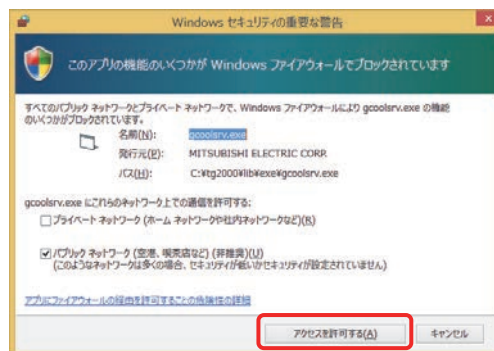 Windows セキュリティの重要な警告
このアプリの機能のいくつかが Windows ファイアウォールでブロックされています
すべてのパブリック ネットワークとプライベート ネットワークで、Windows ファイアウォールにより gcoolsrv.exe の機能
のいくつかがブロックされています。
名前(N): gcoolsrv.exe
発行元(P): MITSUBISHI ELECTRIC CORP.
パス(H): C:¥tg2000¥lib¥exe¥gcoolsrv.exe
gcoolsrv.exe にこれらのネットワーク上での通信を許可する:
プライベート ネットワーク (ホーム ネットワークや社内ネットワークなど)(R)
パブリック ネットワーク (空港、喫茶店など) (非推奨)(U)
(このようなネットワークは多くの場合、セキュリティが低いかセキュリティが設定されていません)
アプリにファイアウォールの経由を許可することの危険性の詳細
アクセスを許可する(A) キャンセル